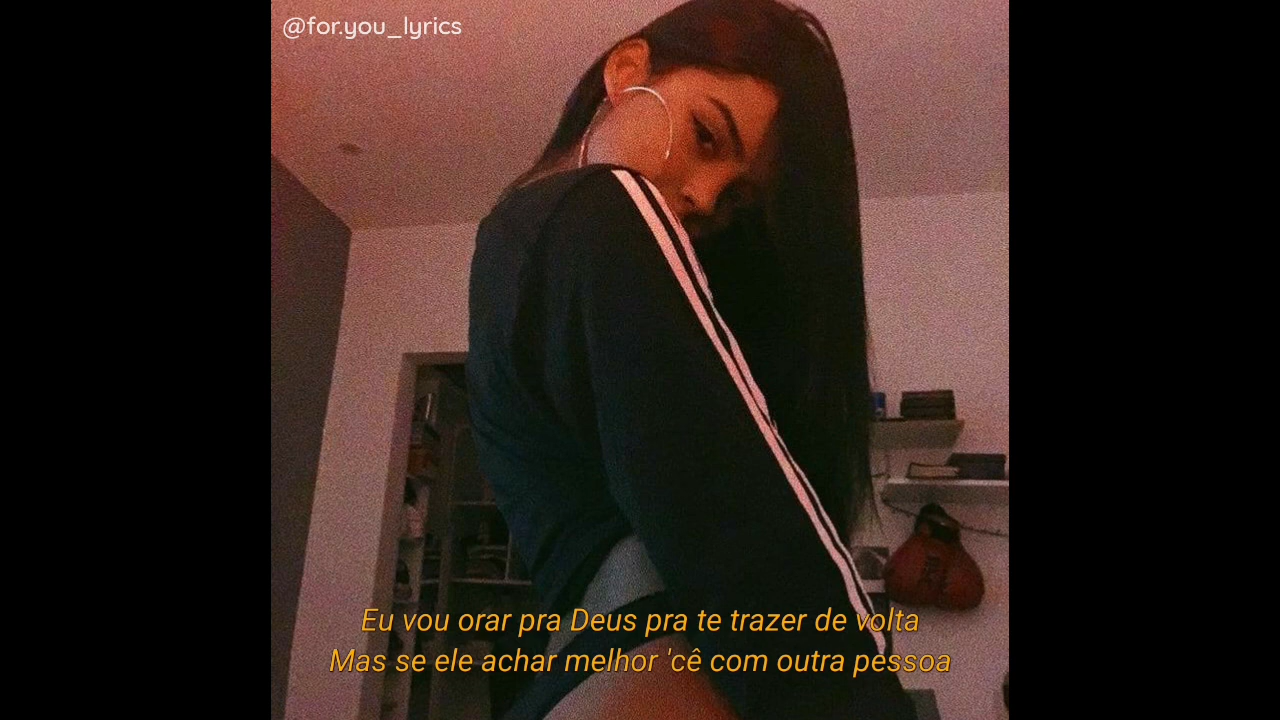 @for.you_lyrics
Eu vou orar pra Deus pra te trazer de volta
Mas se ele achar melhor 'cê com outra pessoa